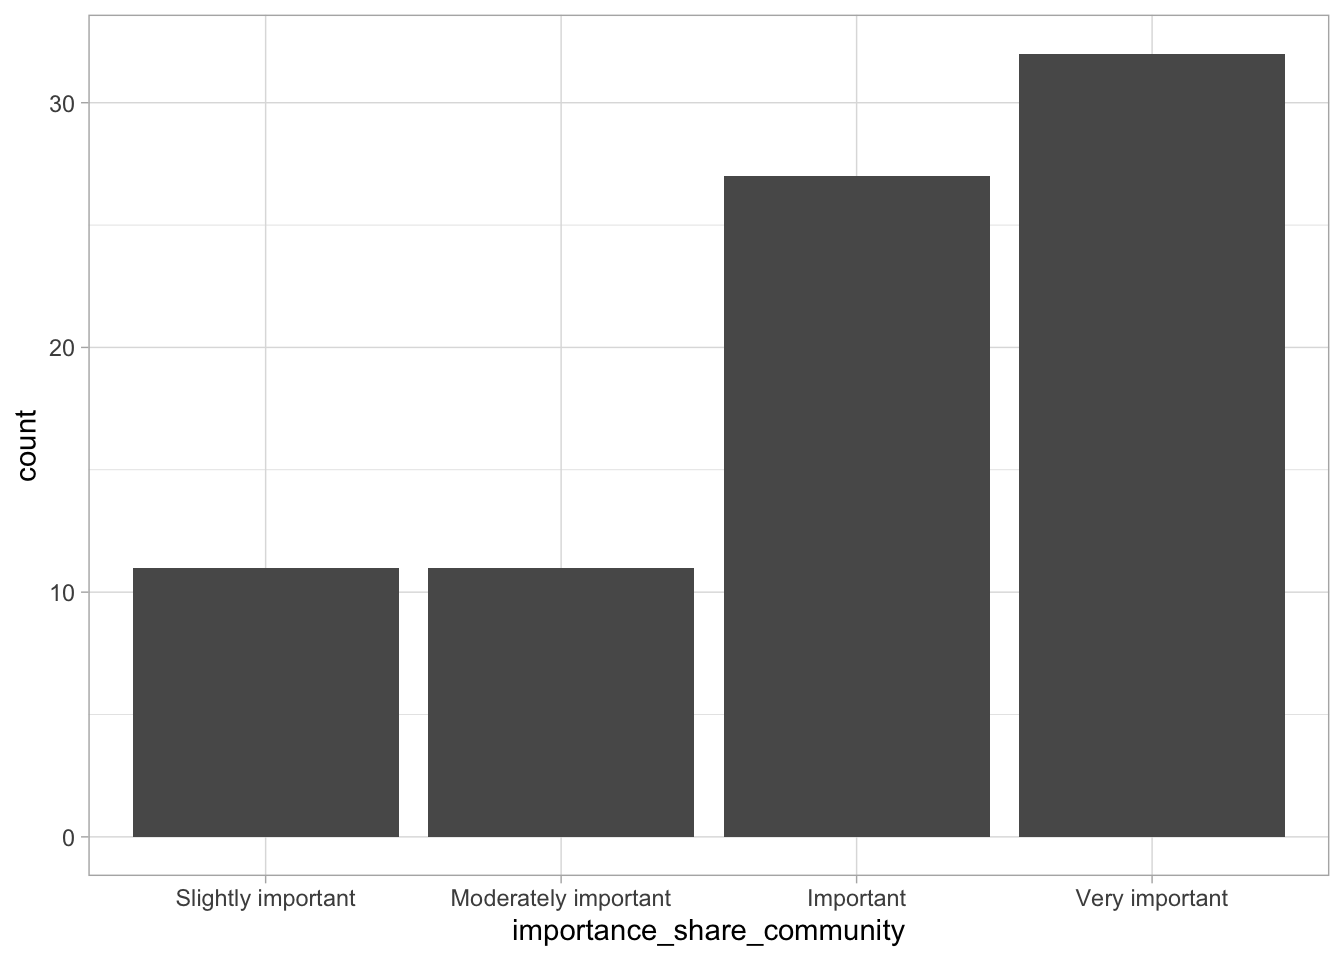 30
20
10
0
count
Slightly important
Moderately important
Important
Very important
importance_share_community